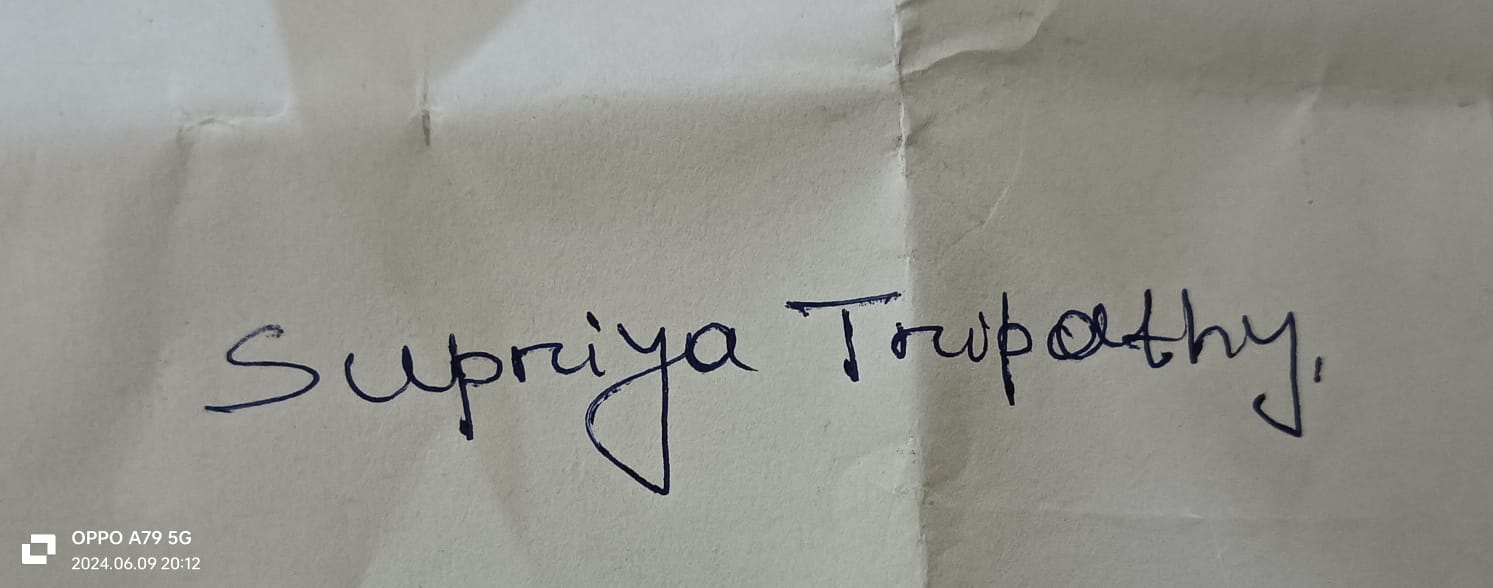 Supriya Tripathy.
OPPO A79 5G
2024.06.09 20:12